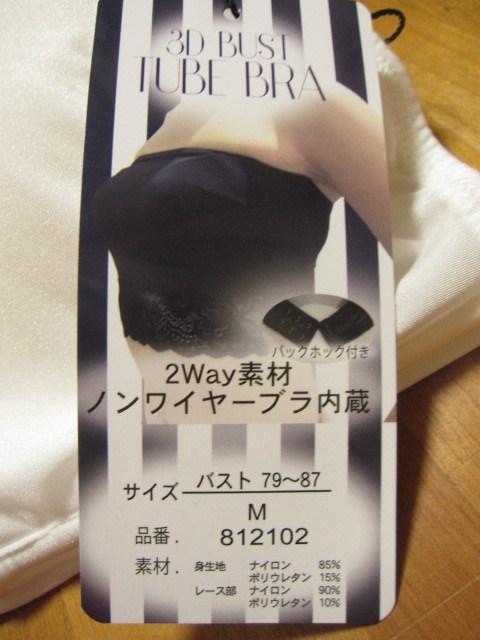 3D BUST
TUBE BRA
バックホック付き
2Way素材
ノンワイヤーブラ内蔵
サイズ バスト 79〜87
M
品番. 812102
素材. 身生地 ナイロン 85%
ポリウレタン 15%
レース部 ナイロン 90%
ポリウレタン 10%